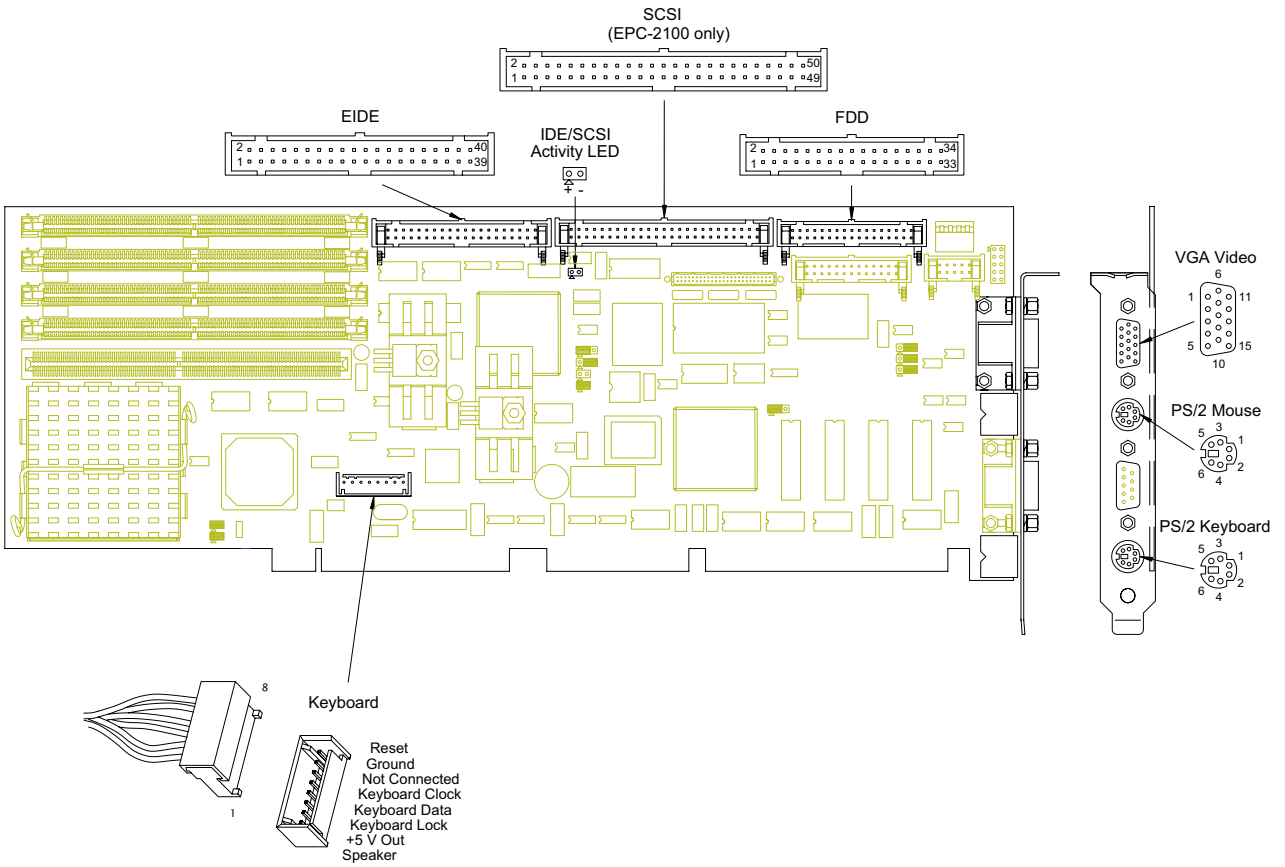 SCSI
(EPC-2100 only)
2 50
1 49
EIDE
2 40
1 39
IDE/SCSI
Activity LED
+ -
FDD
2 34
1 33
VGA Video
6
1 11
5 15
10
PS/2 Mouse
3
5 1
6 2
4
PS/2 Keyboard
3
5 1
6 2
4
8
1
Keyboard
Reset
Ground
Not Connected
Keyboard Clock
Keyboard Data
Keyboard Lock
+5 V Out
Speaker